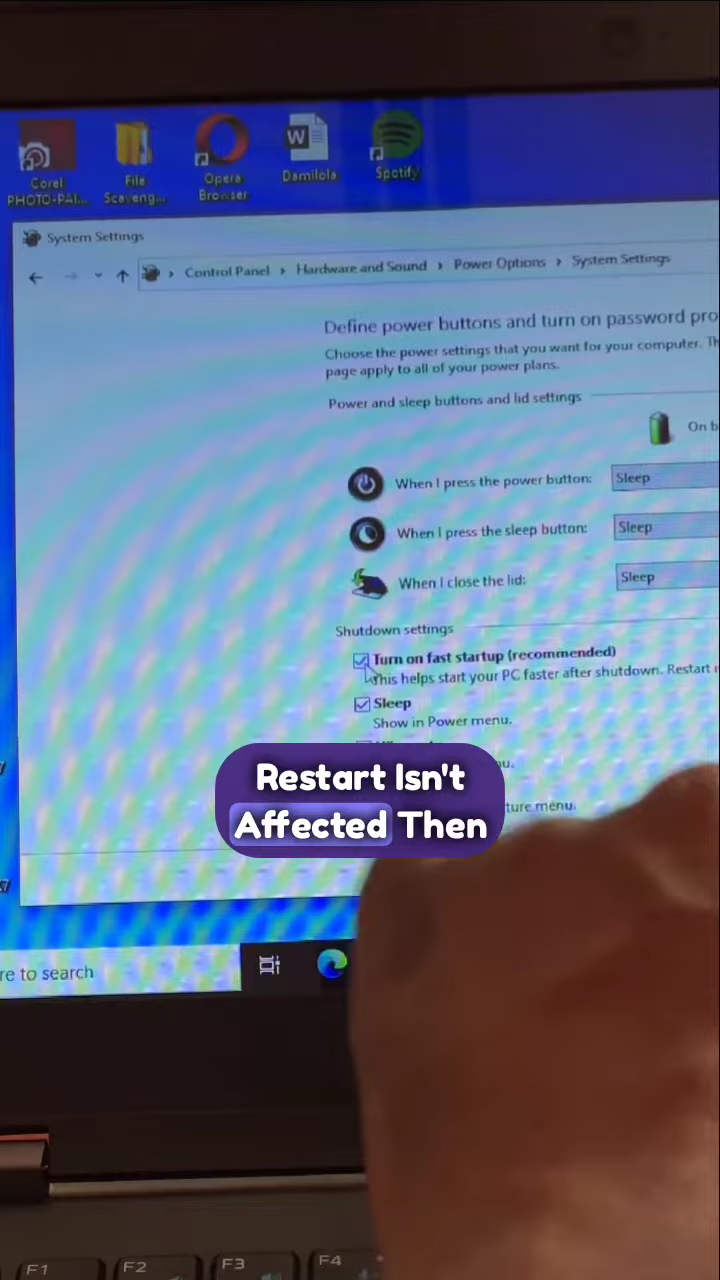 Corel
PHOTO-PAI...
File
Scaveng...
Opera
Browser
W
Damilola
Spotify
System Settings
Control Panel › Hardware and Sound › Power Options › System Settings
Define power buttons and turn on password pro
Choose the power settings that you want for your computer. Th
page apply to all of your power plans.
Power and sleep buttons and lid settings
On b
When I press the power button: Sleep
When I press the sleep button: Sleep
When I close the lid: Sleep
Shutdown settings
Turn on fast startup (recommended)
This helps start your PC faster after shutdown. Restart i
Sleep
Show in Power menu.
nu.
Restart Isn't
Affected Then
ture menu.
re to search
F1 F2 F3 F4